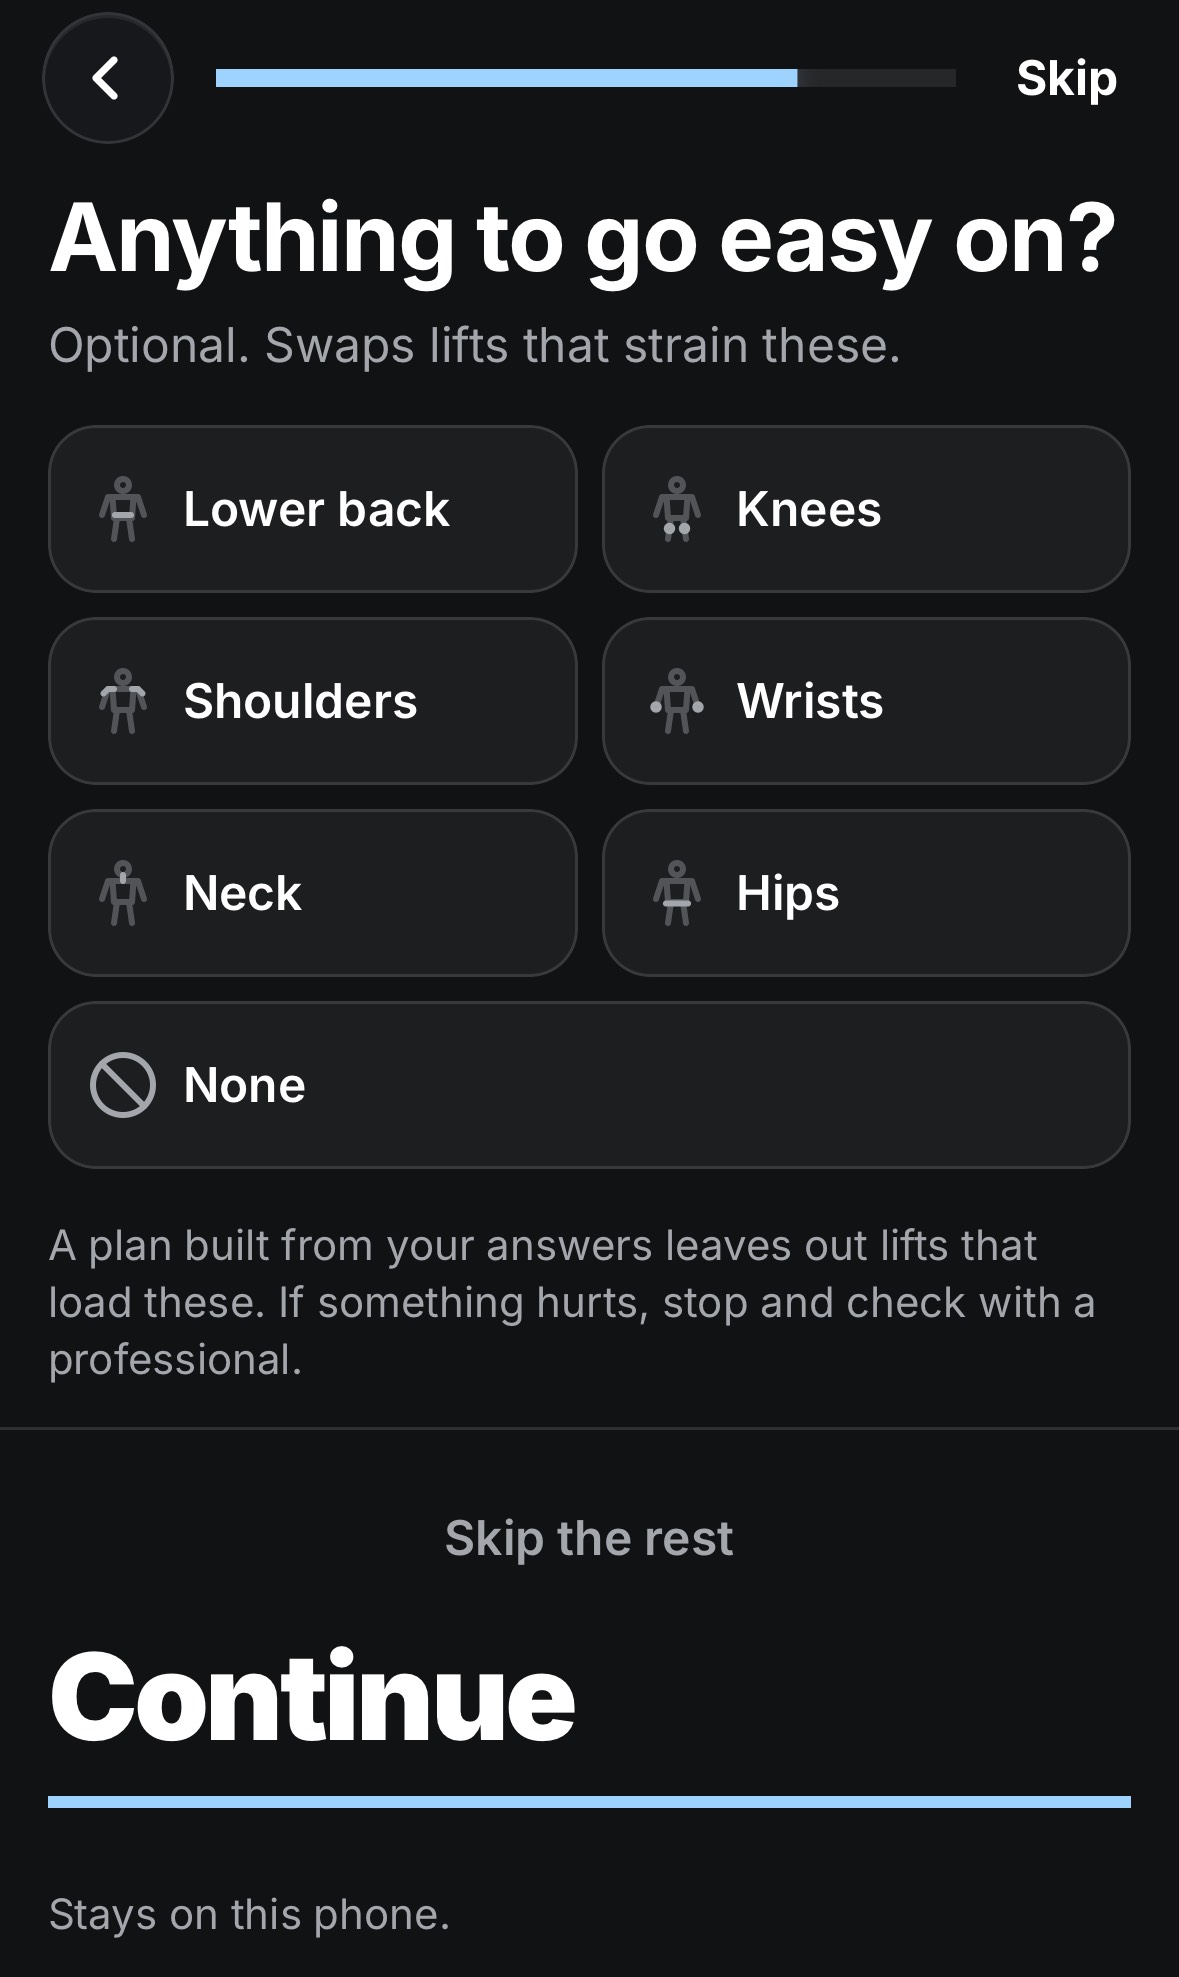 Skip
Anything to go easy on?
Optional. Swaps lifts that strain these.
Lower back
Knees
Shoulders
Wrists
Neck
Hips
None
A plan built from your answers leaves out lifts that
load these. If something hurts, stop and check with a
professional.
Skip the rest
Continue
Stays on this phone.